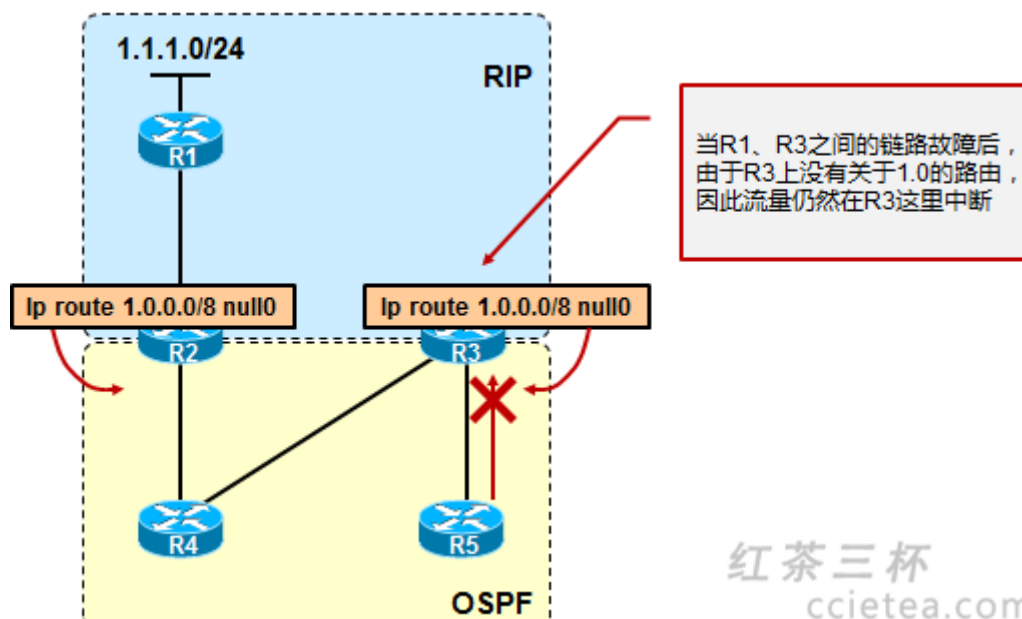 1.1.1.0/24
RIP
R1
当R1、R3之间的链路故障后，
由于R3上没有关于1.0的路由，
因此流量仍然在R3这里中断
Ip route 1.0.0.0/8 null0
Ip route 1.0.0.0/8 null0
R2
R3
R4
R5
OSPF
红茶三杯
ccietea.com